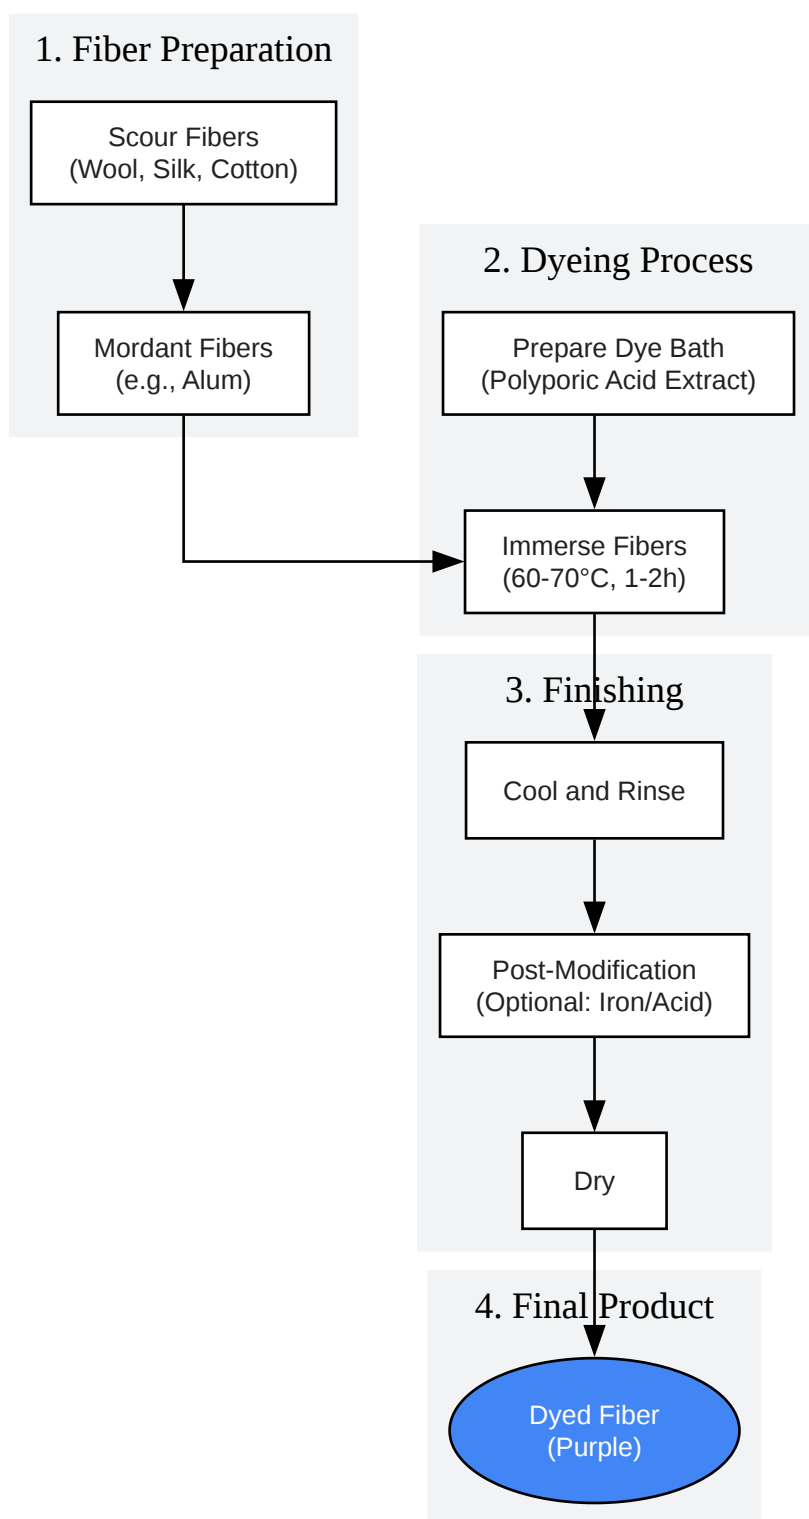 1. Fiber Preparation
Scour Fibers
(Wool, Silk, Cotton)
Mordant Fibers
(e.g., Alum)
2. Dyeing Process
Prepare Dye Bath
(Polyporic Acid Extract)
Immerse Fibers
(60-70°C, 1-2h)
3. Finishing
Cool and Rinse
Post-Modification
(Optional: Iron/Acid)
Dry
4. Final Product
Dyed Fiber
(Purple)